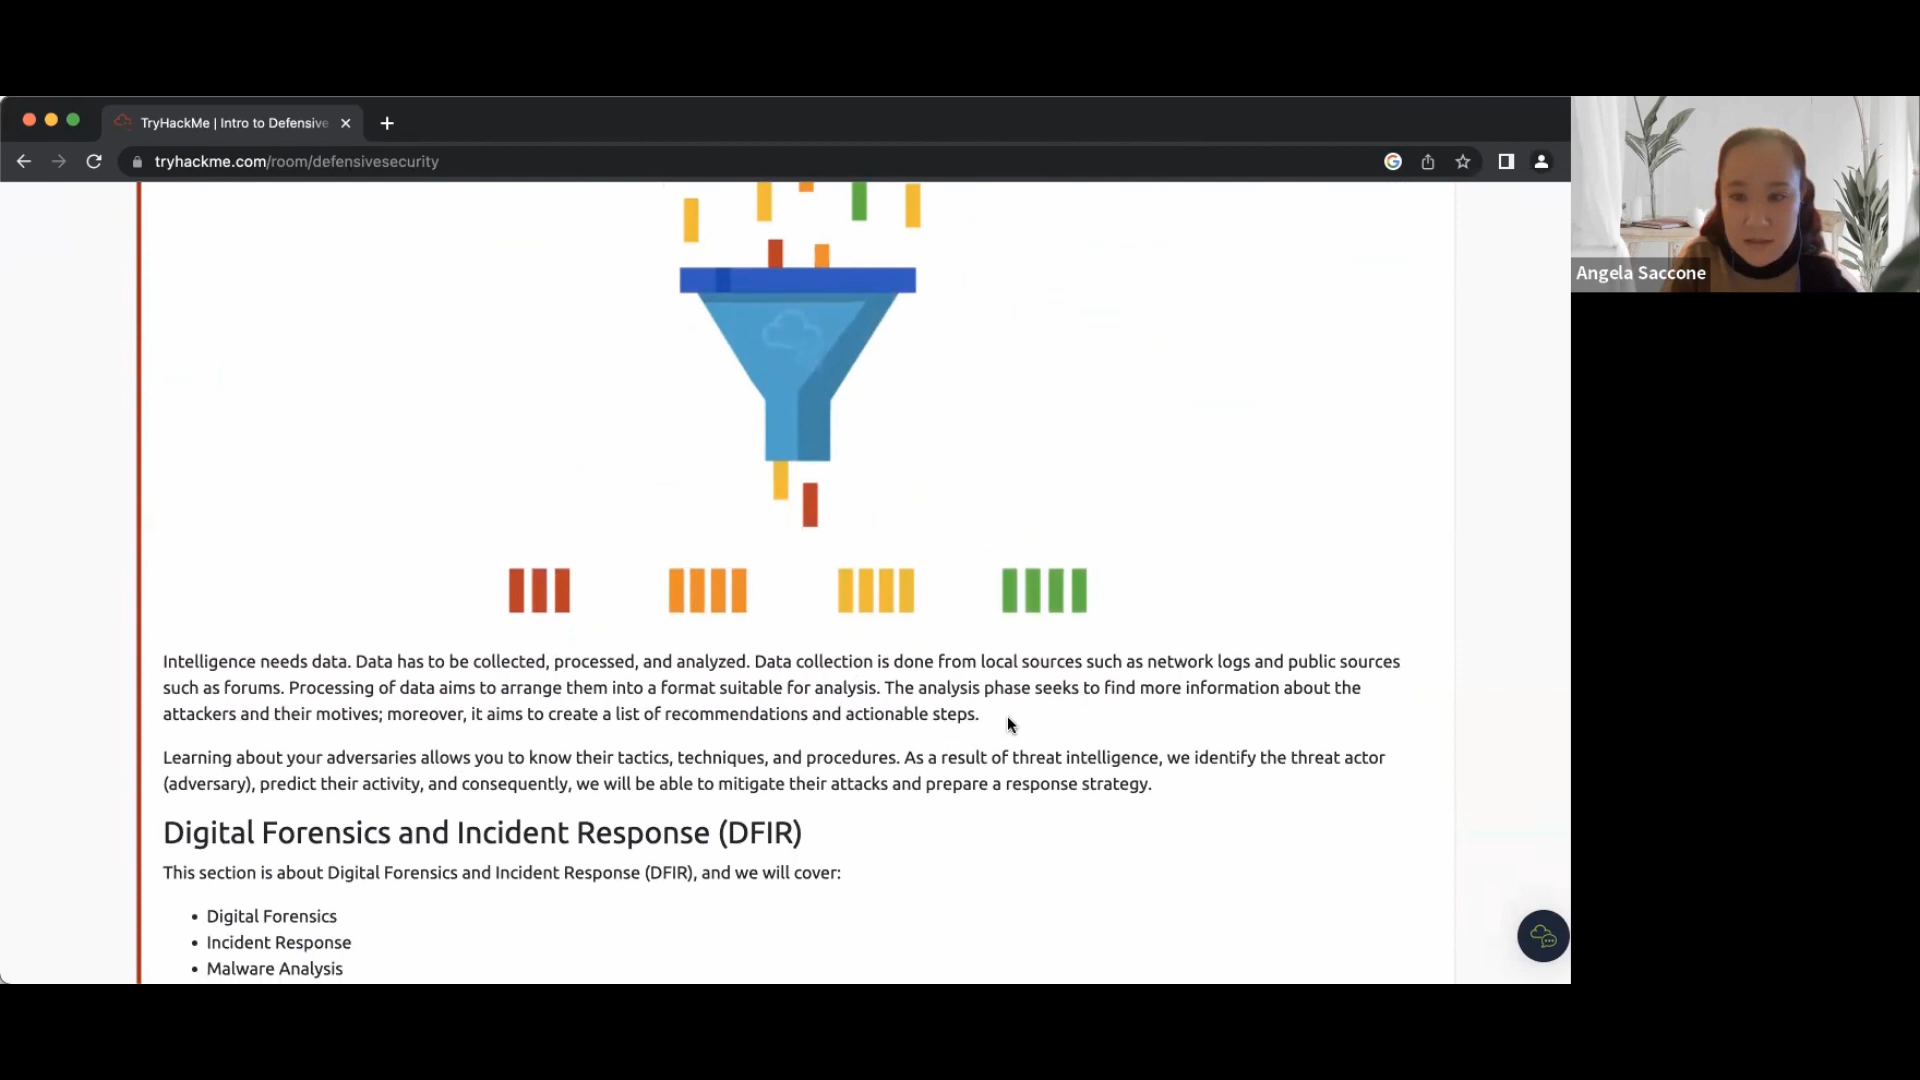 TryHackMe | Intro to Defensive
tryhackme.com/room/defensivesecurity
Angela Saccone
Intelligence needs data. Data has to be collected, processed, and analyzed. Data collection is done from local sources such as network logs and public sources
such as forums. Processing of data aims to arrange them into a format suitable for analysis. The analysis phase seeks to find more information about the
attackers and their motives; moreover, it aims to create a list of recommendations and actionable steps.
Learning about your adversaries allows you to know their tactics, techniques, and procedures. As a result of threat intelligence, we identify the threat actor
(adversary), predict their activity, and consequently, we will be able to mitigate their attacks and prepare a response strategy.
Digital Forensics and Incident Response (DFIR)
This section is about Digital Forensics and Incident Response (DFIR), and we will cover:
• Digital Forensics
• Incident Response
• Malware Analysis